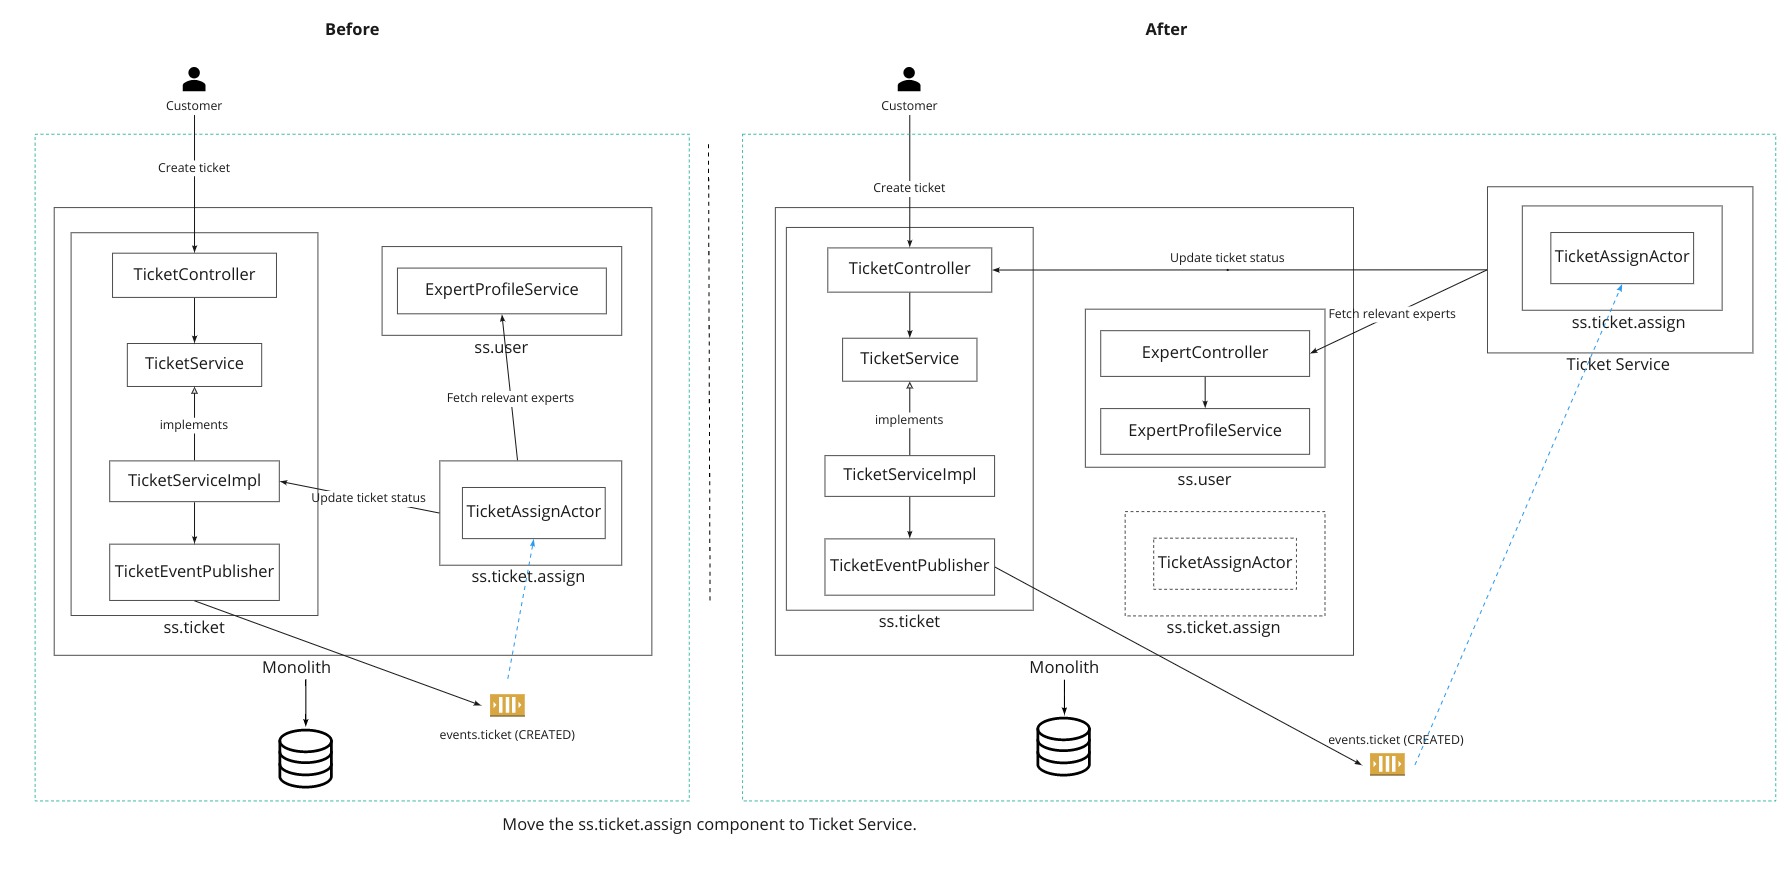 Before
Customer
Create ticket
TicketController
TicketService
implements
TicketServiceImpl
TicketEventPublisher
ss.ticket
ExpertProfileService
ss.user
Fetch relevant experts
Update ticket status
TicketAssignActor
ss.ticket.assign
Monolith
events.ticket (CREATED)
After
Customer
Create ticket
TicketController
TicketService
implements
TicketServiceImpl
TicketEventPublisher
ss.ticket
Update ticket status
Fetch relevant experts
ExpertController
ExpertProfileService
ss.user
TicketAssignActor
ss.ticket.assign
Monolith
TicketAssignActor
ss.ticket.assign
Ticket Service
events.ticket (CREATED)
Move the ss.ticket.assign component to Ticket Service.